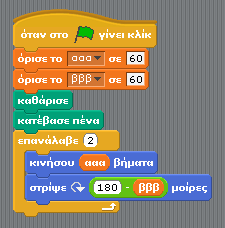 όταν στο γίνει κλίκ
όρισε το ααα σε 60
όρισε το βββ σε 60
καθάρισε
κατέβασε πένα
επανάλαβε 2
κινήσου ααα βήματα
στρίψε 180 - βββ μοίρες